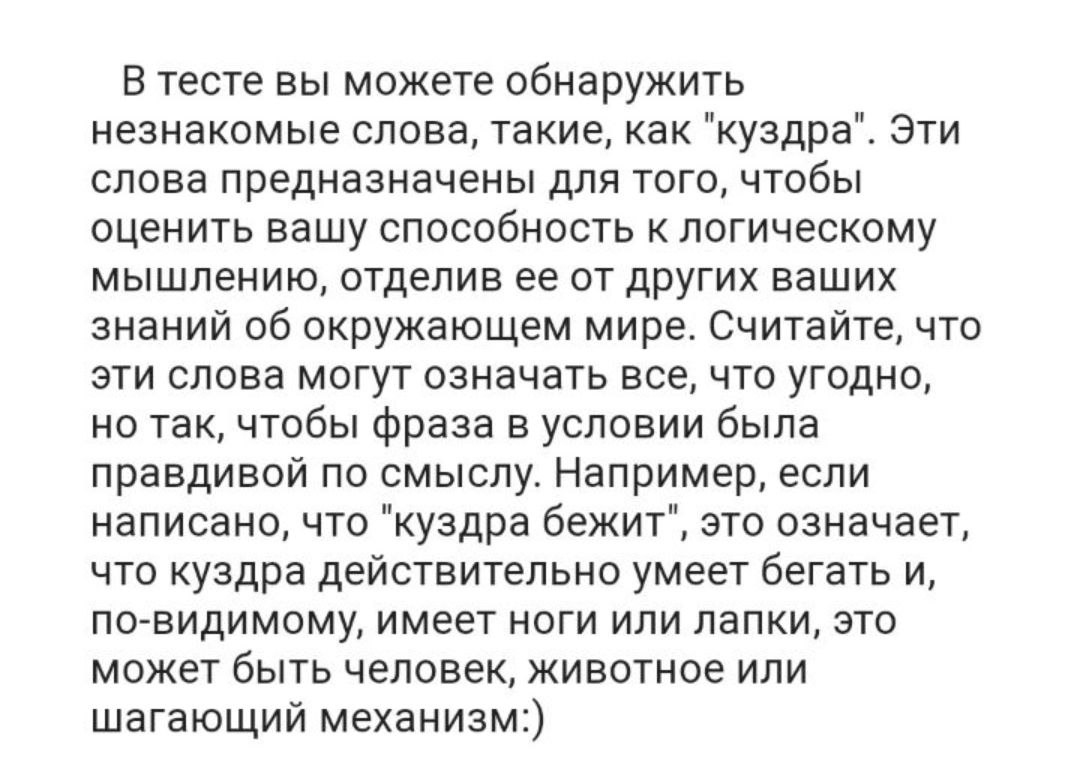 В тесте вы можете обнаружить
незнакомые слова, такие, как "куздра". Эти
слова предназначены для того, чтобы
оценить вашу способность к логическому
мышлению, отделив ее от других ваших
знаний об окружающем мире. Считайте, что
эти слова могут означать все, что угодно,
но так, чтобы фраза в условии была
правдивой по смыслу. Например, если
написано, что "куздра бежит", это означает,
что куздра действительно умеет бегать и,
по-видимому, имеет ноги или лапки, это
может быть человек, животное или
шагающий механизм:)